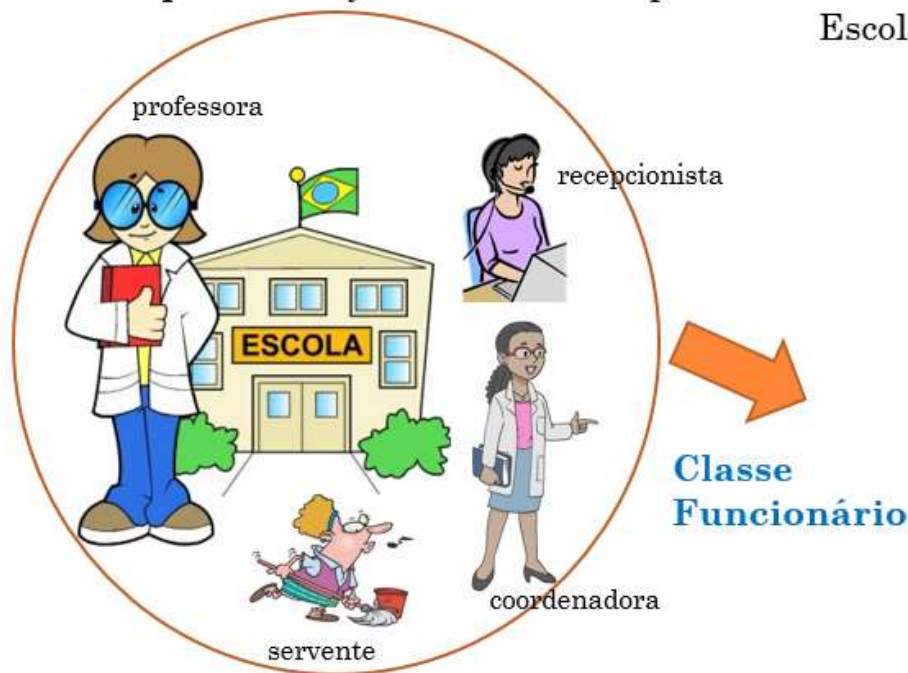 Escol
professora
recepcionista
ESCOLA
Classe
Funcionário
coordenadora
servente